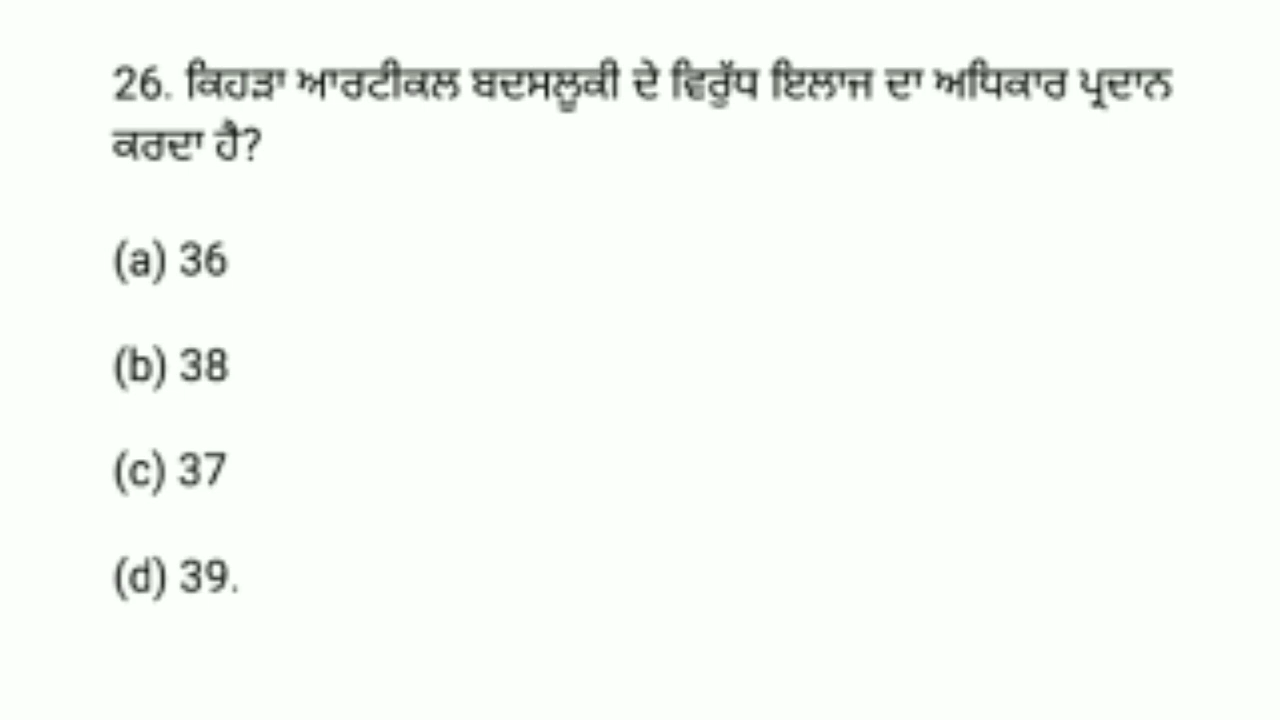 26. ਕਿਹੜਾ ਆਰਟੀਕਲ ਬਦਸਲੂਕੀ ਦੇ ਵਿਰੁੱਧ ਇਲਾਜ ਦਾ ਅਧਿਕਾਰ ਪ੍ਰਦਾਨ
ਕਰਦਾ ਹੈ?
(a) 36
(b) 38
(c) 37
(d) 39.